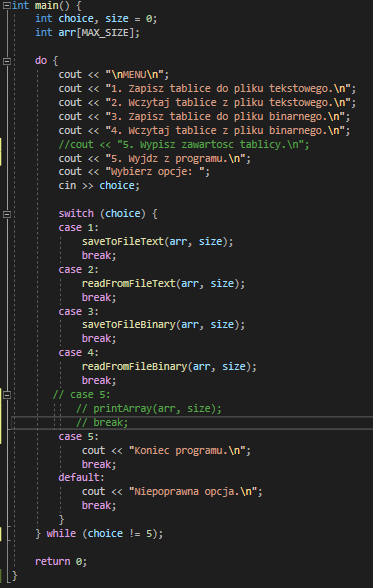 int main() {
    int choice, size = 0;
    int arr[MAX_SIZE];

    do {
        cout << "\nMENU\n";
        cout << "1. Zapisz tablice do pliku tekstowego.\n";
        cout << "2. Wczytaj tablice z pliku tekstowego.\n";
        cout << "3. Zapisz tablice do pliku binarnego.\n";
        cout << "4. Wczytaj tablice z pliku binarnego.\n";
        //cout << "5. Wypisz zawartosc tablicy.\n";
        cout << "5. Wyjdz z programu.\n";
        cout << "Wybierz opcje: ";
        cin >> choice;

        switch (choice) {
        case 1:
            saveToFileText(arr, size);
            break;
        case 2:
            readFromFileText(arr, size);
            break;
        case 3:
            saveToFileBinary(arr, size);
            break;
        case 4:
            readFromFileBinary(arr, size);
            break;
       // case 5:
           // printArray(arr, size);
           // break;
        case 5:
            cout << "Koniec programu.\n";
            break;
        default:
            cout << "Niepoprawna opcja.\n";
            break;
        }
    } while (choice != 5);

    return 0;
}